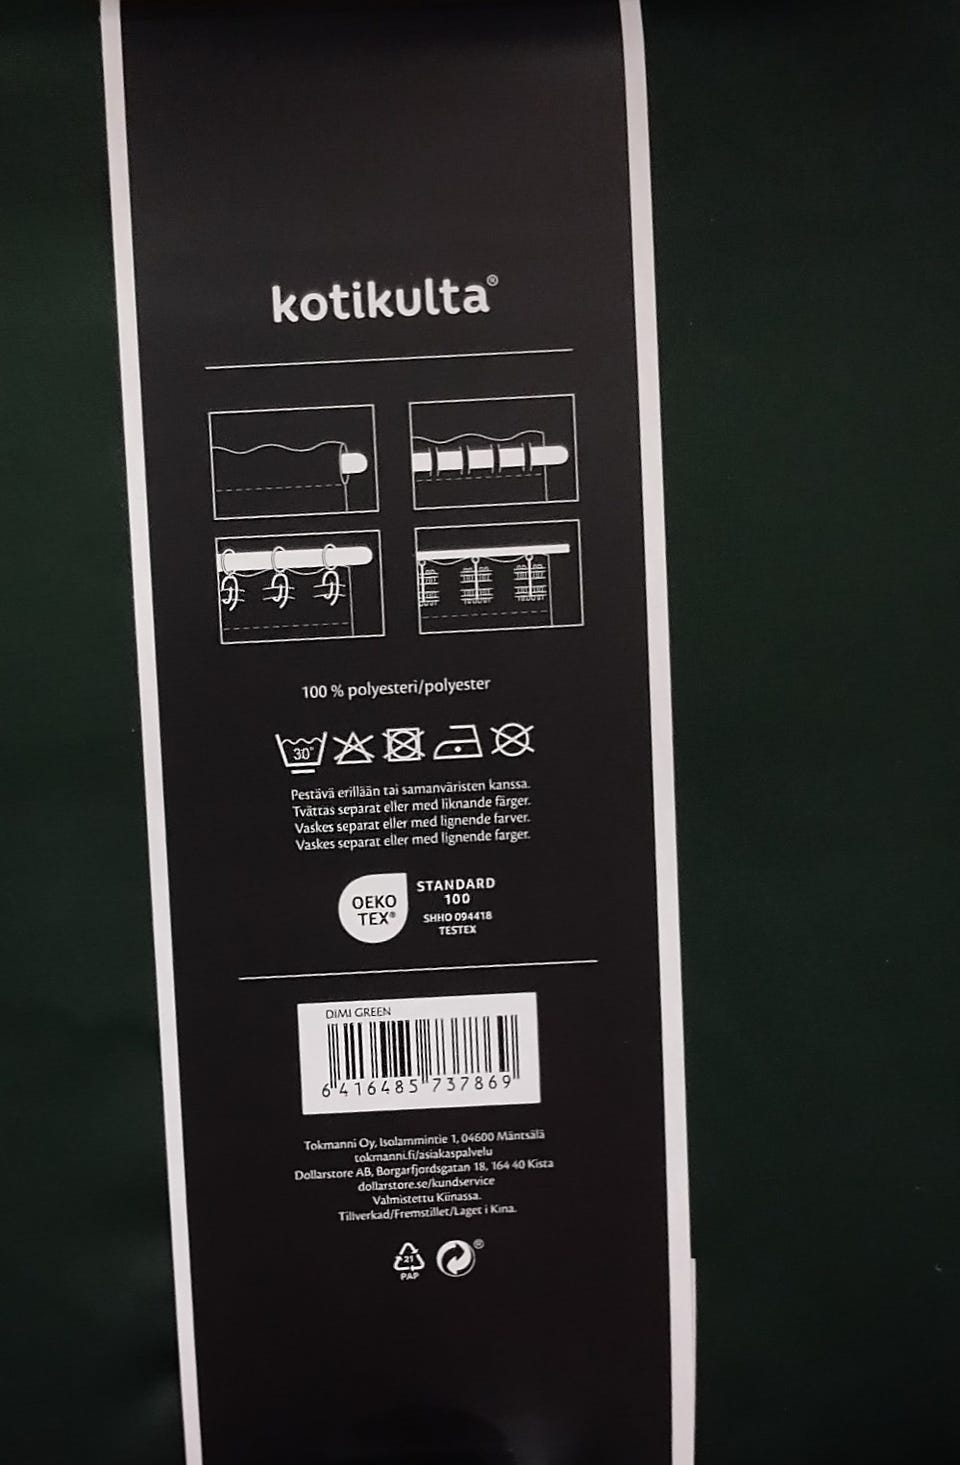 kotikulta®
100 % polyesteri/polyester
30°
Pestävä erillään tai samanväristen kanssa.
Tvättas separat eller med liknande färger.
Vaskes separat eller med lignende farver.
Vaskes separat eller med lignende farger.
OEKO
TEX®
STANDARD
100
SHHO 094418
TESTEX
DIMI GREEN
6 416485 737869
Tokmanni Oy, Isolammintie 1, 04600 Mäntsälä
tokmanni.fi/asiakaspalvelu
Dollarstore AB, Borgarfjordsgatan 18, 164 40 Kista
dollarstore.se/kundservice
Valmistettu Kiinassa.
Tillverkad/Fremstillet/Laget i Kina.
21
PAP
®